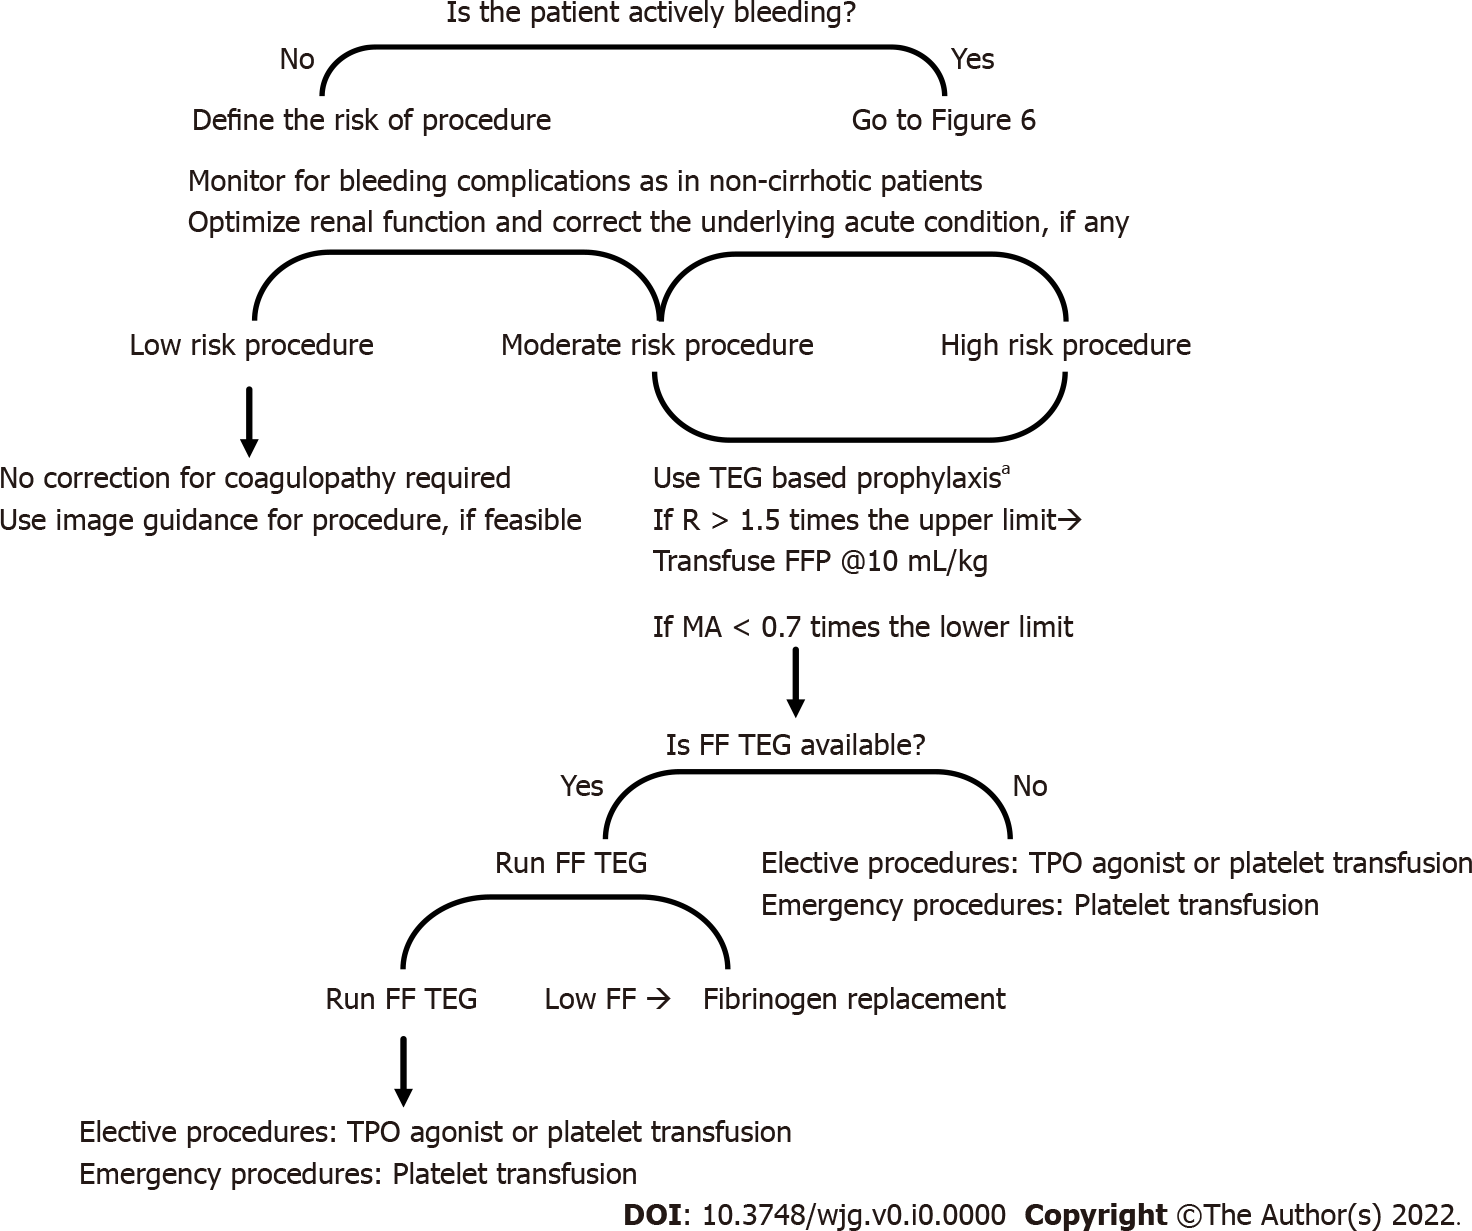 Is the patient actively bleeding?
No
Yes
Define the risk of procedure
Go to Figure 6
Monitor for bleeding complications as in non-cirrhotic patients
Optimize renal function and correct the underlying acute condition, if any
Low risk procedure
Moderate risk procedure
High risk procedure
No correction for coagulopathy required
Use image guidance for procedure, if feasible
Use TEG based prophylaxisᵃ
If R > 1.5 times the upper limit→
Transfuse FFP @10 mL/kg
If MA < 0.7 times the lower limit
Is FF TEG available?
Yes
No
Run FF TEG
Elective procedures: TPO agonist or platelet transfusion
Emergency procedures: Platelet transfusion
Run FF TEG
Low FF →
Fibrinogen replacement
Elective procedures: TPO agonist or platelet transfusion
Emergency procedures: Platelet transfusion
DOI: 10.3748/wjg.v0.i0.0000 Copyright ©The Author(s) 2022.